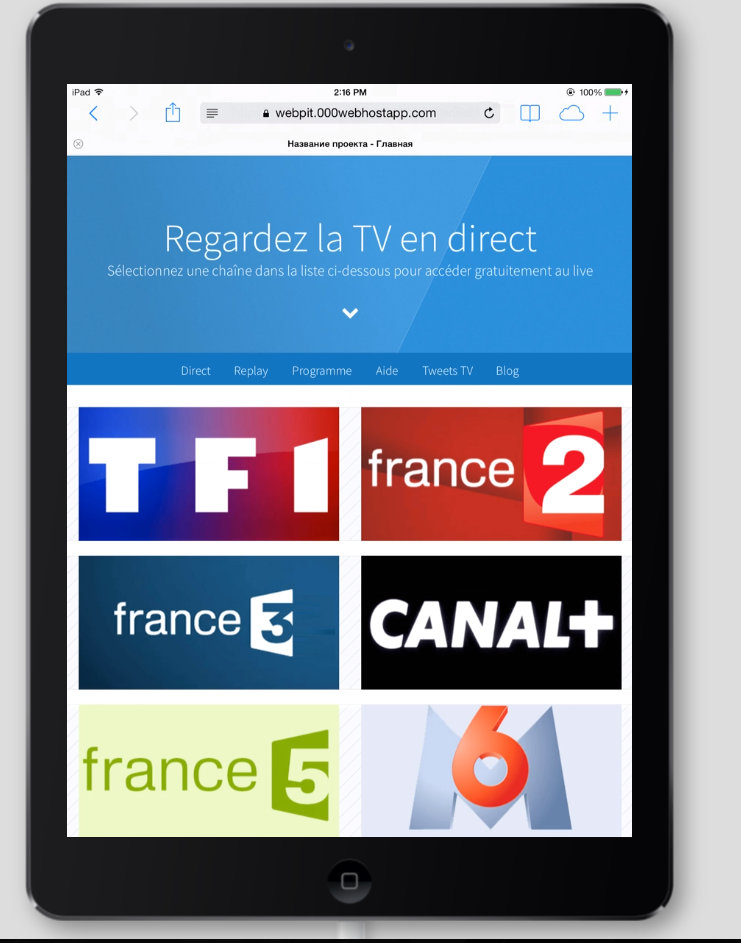 iPad 2:16 PM 100%
webpit.000webhostapp.com
Название проекта - Главная
Regardez la TV en direct
Sélectionnez une chaîne dans la liste ci-dessous pour accéder gratuitement au live
Direct Replay Programme Aide Tweets TV Blog
TF1 france 2
france 3 CANAL+
france 5 M6